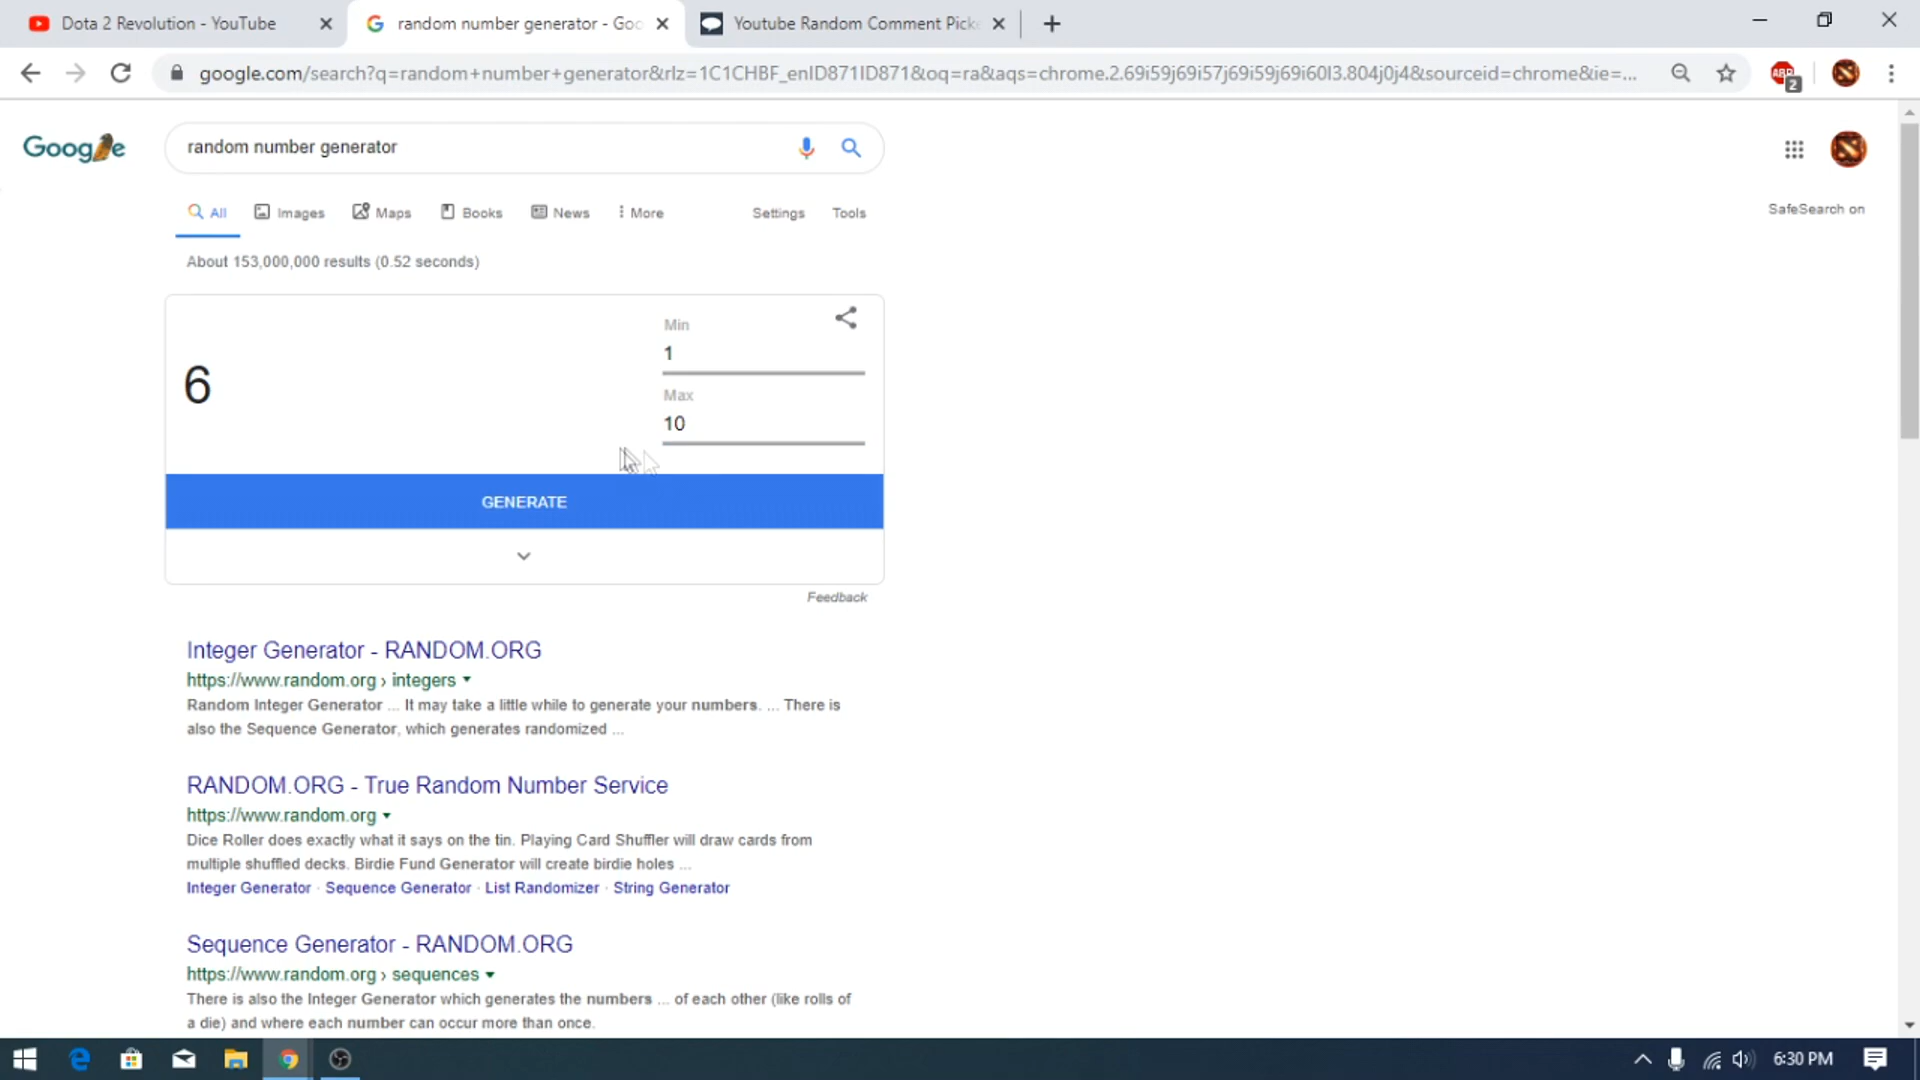 Dota 2 Revolution - YouTube
random number generator - Goo
Youtube Random Comment Picke
google.com/search?q=random+number+generator&rlz=1C1CHBF_enID871ID871&oq=ra&aqs=chrome.2.69i59j69i57j69i59j69i60l3.804j0j4&sourceid=chrome&ie=...
ABP
2
Google
random number generator
All
Images
Maps
Books
News
More
Settings
Tools
SafeSearch on
About 153,000,000 results (0.52 seconds)
Min
1
6
Max
10
GENERATE
Feedback
Integer Generator - RANDOM.ORG
https://www.random.org › integers
Random Integer Generator ... It may take a little while to generate your numbers. ... There is
also the Sequence Generator, which generates randomized ...
RANDOM.ORG - True Random Number Service
https://www.random.org
Dice Roller does exactly what it says on the tin. Playing Card Shuffler will draw cards from
multiple shuffled decks. Birdie Fund Generator will create birdie holes ...
Integer Generator · Sequence Generator · List Randomizer · String Generator
Sequence Generator - RANDOM.ORG
https://www.random.org › sequences
There is also the Integer Generator which generates the numbers ... of each other (like rolls of
a die) and where each number can occur more than once.
6:30 PM